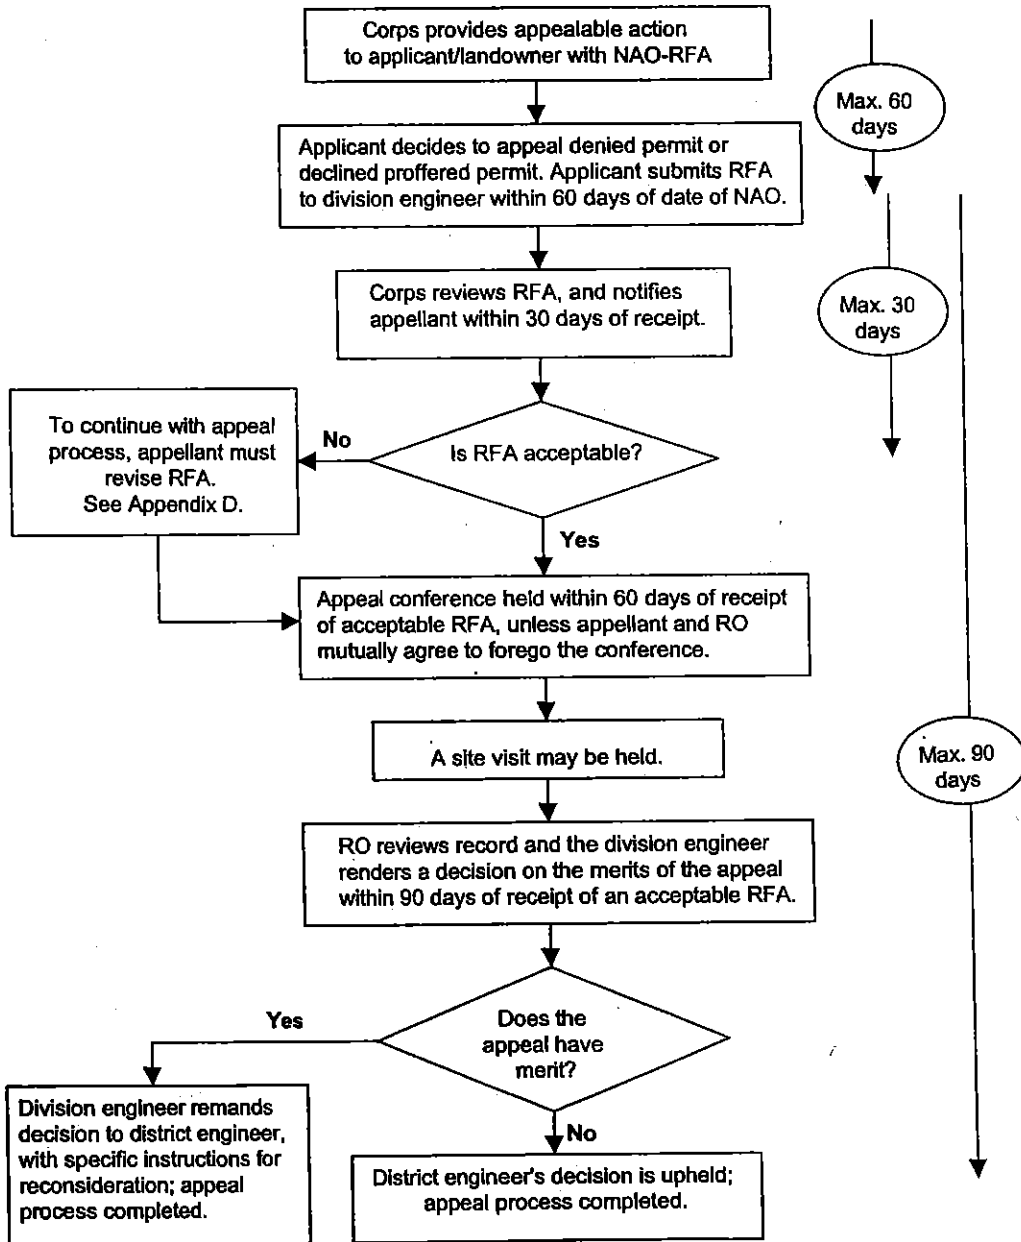 Corps provides appealable action
to applicant/landowner with NAO-RFA
Max. 60
days
Applicant decides to appeal denied permit or
declined proffered permit. Applicant submits RFA
to division engineer within 60 days of date of NAO.
Corps reviews RFA, and notifies
appellant within 30 days of receipt.
Max. 30
days
To continue with appeal
process, appellant must
revise RFA.
See Appendix D.
No
Is RFA acceptable?
Yes
Appeal conference held within 60 days of receipt
of acceptable RFA, unless appellant and RO
mutually agree to forego the conference.
A site visit may be held.
Max. 90
days
RO reviews record and the division engineer
renders a decision on the merits of the appeal
within 90 days of receipt of an acceptable RFA.
Yes
Does the
appeal have
merit?
No
Division engineer remands
decision to district engineer,
with specific instructions for
reconsideration; appeal
process completed.
District engineer's decision is upheld;
appeal process completed.